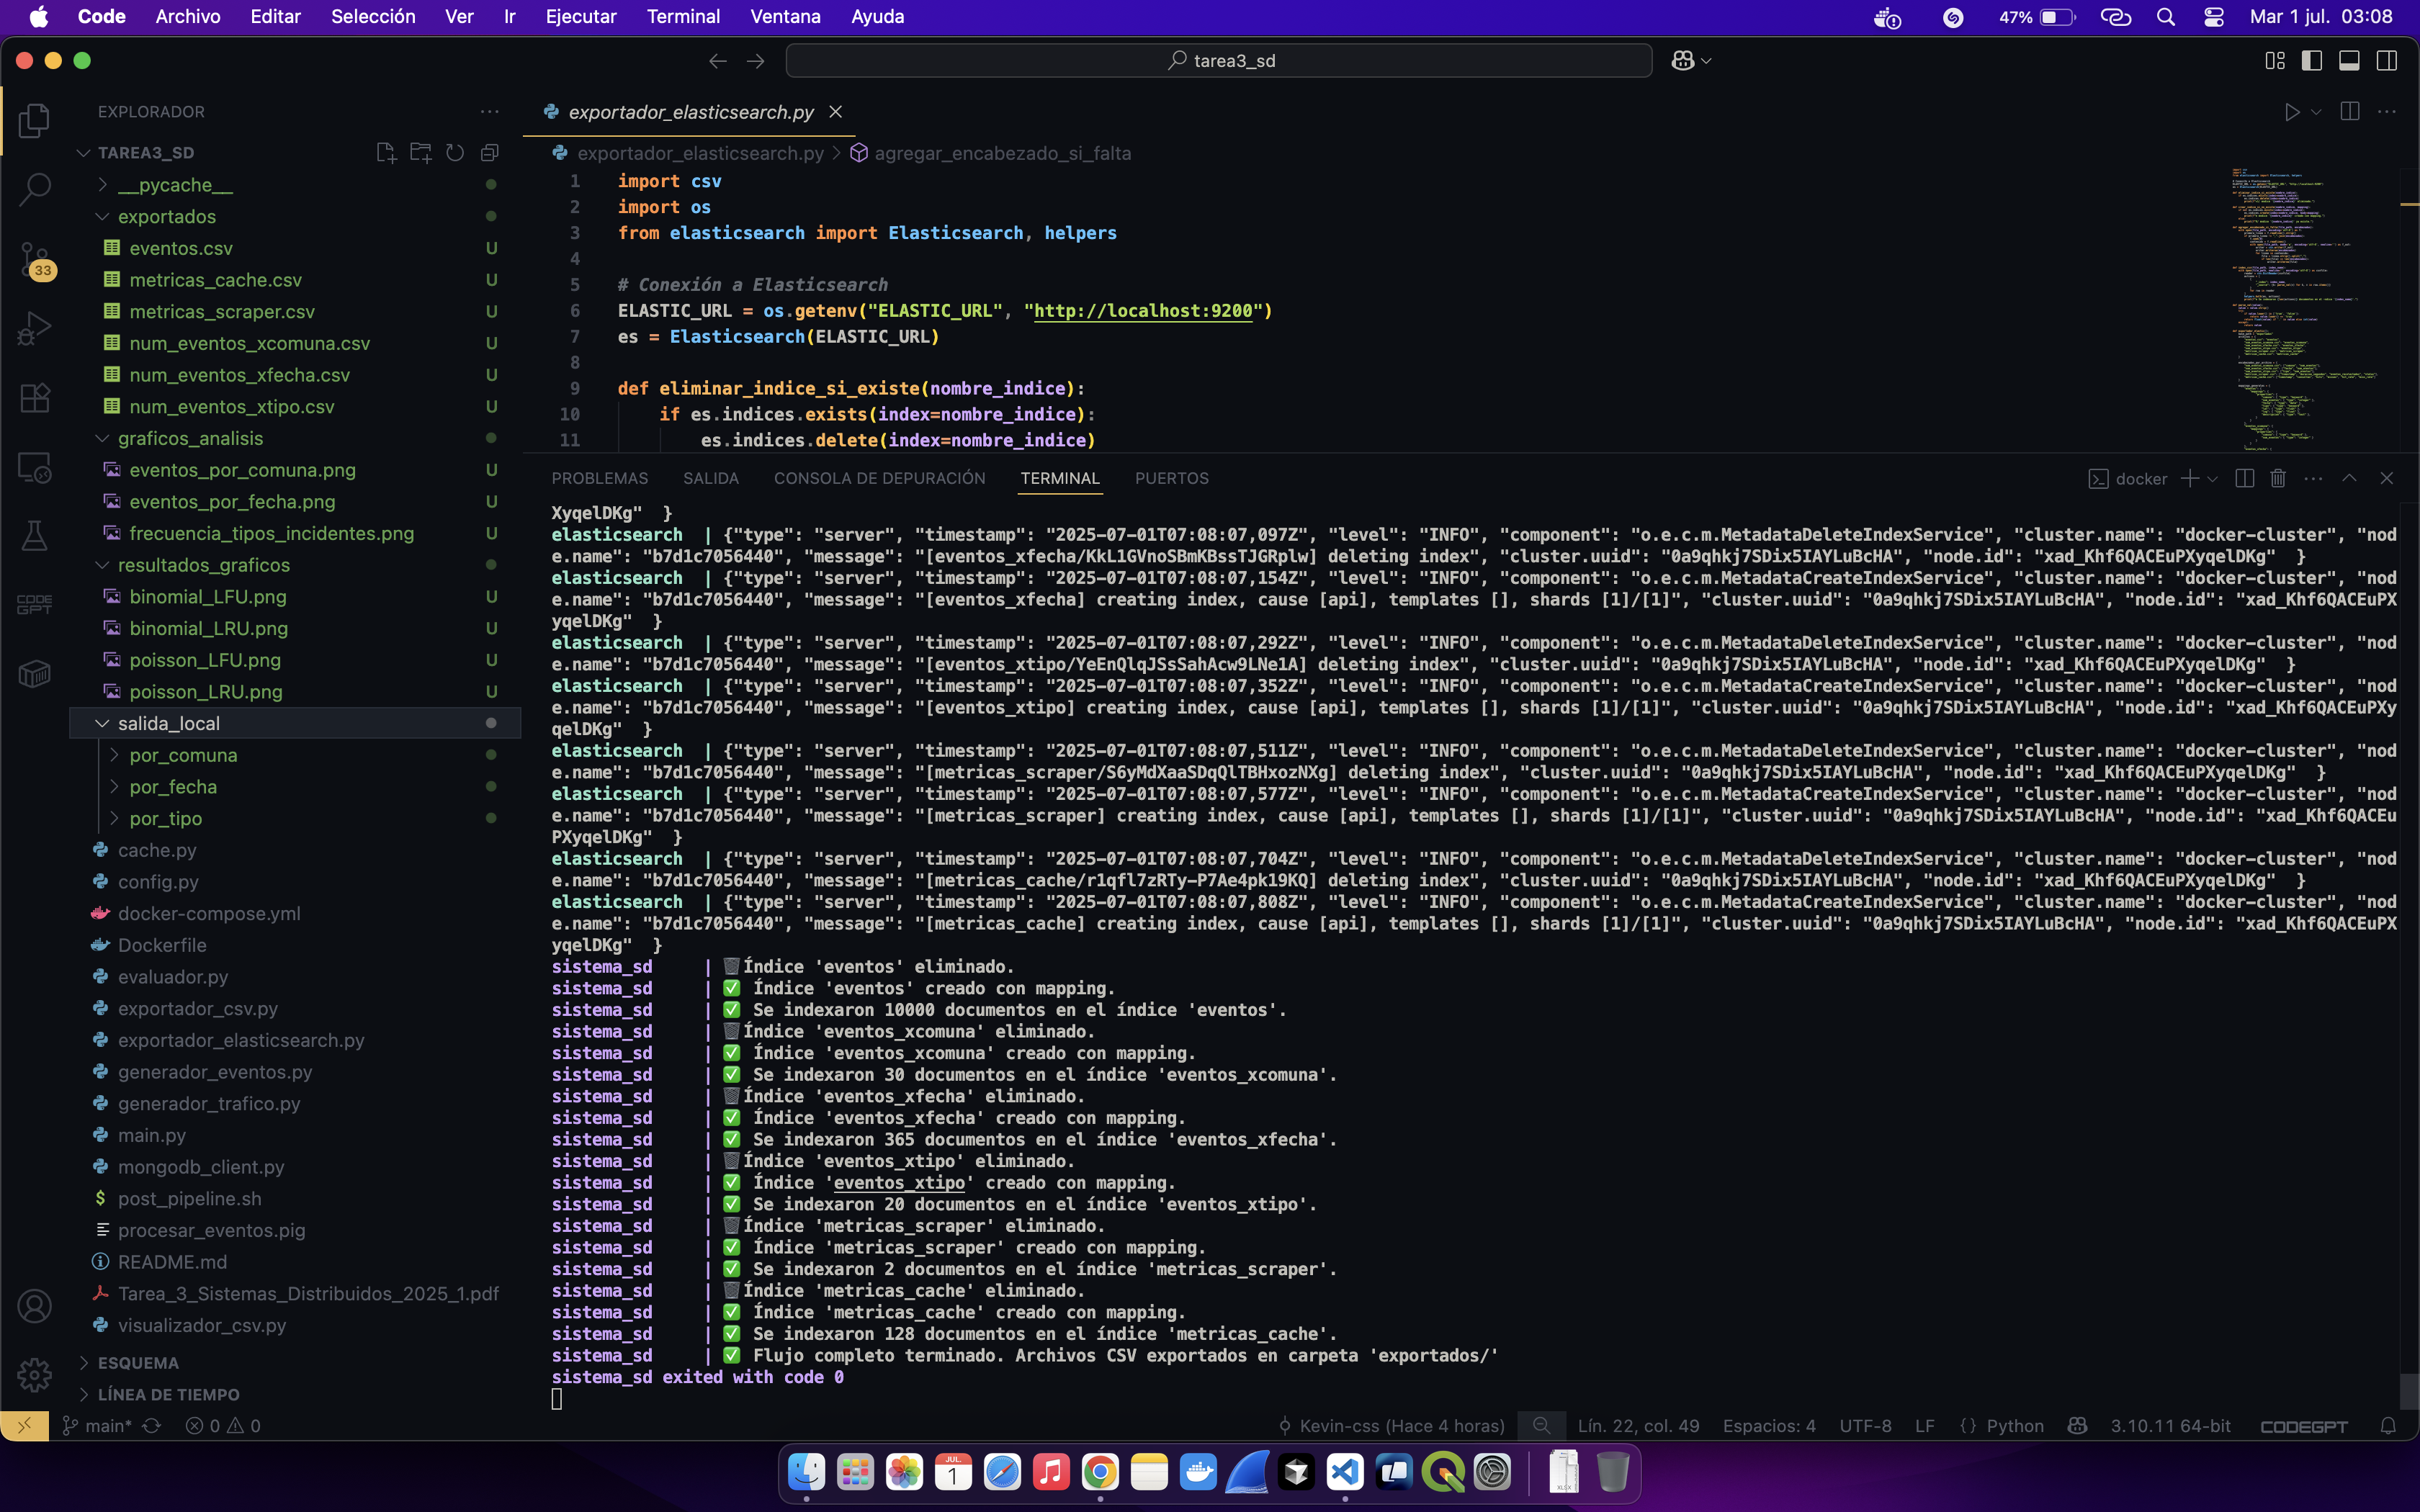 Code Archivo Editar Selección Ver Ir Ejecutar Terminal Ventana Ayuda 47% Mar 1 jul. 03:08
tarea3_sd
EXPLORADOR
TAREA3_SD
__pycache__
exportados
eventos.csv U
metricas_cache.csv U
metricas_scraper.csv U
num_eventos_xcomuna.csv U
num_eventos_xfecha.csv U
num_eventos_xtipo.csv U
graficos_analisis
eventos_por_comuna.png U
eventos_por_fecha.png U
frecuencia_tipos_incidentes.png U
resultados_graficos
binomial_LFU.png U
binomial_LRU.png U
poisson_LFU.png U
poisson_LRU.png U
salida_local
por_comuna
por_fecha
por_tipo
cache.py
config.py
docker-compose.yml
Dockerfile
evaluador.py
exportador_csv.py
exportador_elasticsearch.py
generador_eventos.py
generador_trafico.py
main.py
mongodb_client.py
post_pipeline.sh
procesar_eventos.pig
README.md
Tarea_3_Sistemas_Distribuidos_2025_1.pdf
visualizador_csv.py
ESQUEMA
LÍNEA DE TIEMPO
33
CODE
GPT
exportador_elasticsearch.py
exportador_elasticsearch.py > agregar_encabezado_si_falta
1 import csv
2 import os
3 from elasticsearch import Elasticsearch, helpers
4
5 # Conexión a Elasticsearch
6 ELASTIC_URL = os.getenv("ELASTIC_URL", "http://localhost:9200")
7 es = Elasticsearch(ELASTIC_URL)
8
9 def eliminar_indice_si_existe(nombre_indice):
10 if es.indices.exists(index=nombre_indice):
11 es.indices.delete(index=nombre_indice)
PROBLEMAS SALIDA CONSOLA DE DEPURACIÓN TERMINAL PUERTOS docker
XyqelDKg" }
elasticsearch | {"type": "server", "timestamp": "2025-07-01T07:08:07,097Z", "level": "INFO", "component": "o.e.c.m.MetadataDeleteIndexService", "cluster.name": "docker-cluster", "nod
e.name": "b7d1c7056440", "message": "[eventos_xfecha/KkL1GVnoSBmKBssTJGRplw] deleting index", "cluster.uuid": "0a9qhkj7SDix5IAYLuBcHA", "node.id": "xad_Khf6QACEuPXyqelDKg" }
elasticsearch | {"type": "server", "timestamp": "2025-07-01T07:08:07,154Z", "level": "INFO", "component": "o.e.c.m.MetadataCreateIndexService", "cluster.name": "docker-cluster", "nod
e.name": "b7d1c7056440", "message": "[eventos_xfecha] creating index, cause [api], templates [], shards [1]/[1]", "cluster.uuid": "0a9qhkj7SDix5IAYLuBcHA", "node.id": "xad_Khf6QACEuPX
yqelDKg" }
elasticsearch | {"type": "server", "timestamp": "2025-07-01T07:08:07,292Z", "level": "INFO", "component": "o.e.c.m.MetadataDeleteIndexService", "cluster.name": "docker-cluster", "nod
e.name": "b7d1c7056440", "message": "[eventos_xtipo/YeEnQlqJSsSahAcw9LNe1A] deleting index", "cluster.uuid": "0a9qhkj7SDix5IAYLuBcHA", "node.id": "xad_Khf6QACEuPXyqelDKg" }
elasticsearch | {"type": "server", "timestamp": "2025-07-01T07:08:07,352Z", "level": "INFO", "component": "o.e.c.m.MetadataCreateIndexService", "cluster.name": "docker-cluster", "nod
e.name": "b7d1c7056440", "message": "[eventos_xtipo] creating index, cause [api], templates [], shards [1]/[1]", "cluster.uuid": "0a9qhkj7SDix5IAYLuBcHA", "node.id": "xad_Khf6QACEuPXy
qelDKg" }
elasticsearch | {"type": "server", "timestamp": "2025-07-01T07:08:07,511Z", "level": "INFO", "component": "o.e.c.m.MetadataDeleteIndexService", "cluster.name": "docker-cluster", "nod
e.name": "b7d1c7056440", "message": "[metricas_scraper/S6yMdXaaSDqQlTBHxozNXg] deleting index", "cluster.uuid": "0a9qhkj7SDix5IAYLuBcHA", "node.id": "xad_Khf6QACEuPXyqelDKg" }
elasticsearch | {"type": "server", "timestamp": "2025-07-01T07:08:07,577Z", "level": "INFO", "component": "o.e.c.m.MetadataCreateIndexService", "cluster.name": "docker-cluster", "nod
e.name": "b7d1c7056440", "message": "[metricas_scraper] creating index, cause [api], templates [], shards [1]/[1]", "cluster.uuid": "0a9qhkj7SDix5IAYLuBcHA", "node.id": "xad_Khf6QACEu
PXyqelDKg" }
elasticsearch | {"type": "server", "timestamp": "2025-07-01T07:08:07,704Z", "level": "INFO", "component": "o.e.c.m.MetadataDeleteIndexService", "cluster.name": "docker-cluster", "nod
e.name": "b7d1c7056440", "message": "[metricas_cache/r1qfl7zRTy-P7Ae4pk19KQ] deleting index", "cluster.uuid": "0a9qhkj7SDix5IAYLuBcHA", "node.id": "xad_Khf6QACEuPXyqelDKg" }
elasticsearch | {"type": "server", "timestamp": "2025-07-01T07:08:07,808Z", "level": "INFO", "component": "o.e.c.m.MetadataCreateIndexService", "cluster.name": "docker-cluster", "nod
e.name": "b7d1c7056440", "message": "[metricas_cache] creating index, cause [api], templates [], shards [1]/[1]", "cluster.uuid": "0a9qhkj7SDix5IAYLuBcHA", "node.id": "xad_Khf6QACEuPX
yqelDKg" }
sistema_sd | 🗑️Índice 'eventos' eliminado.
sistema_sd | ✅ Índice 'eventos' creado con mapping.
sistema_sd | ✅ Se indexaron 10000 documentos en el índice 'eventos'.
sistema_sd | 🗑️Índice 'eventos_xcomuna' eliminado.
sistema_sd | ✅ Índice 'eventos_xcomuna' creado con mapping.
sistema_sd | ✅ Se indexaron 30 documentos en el índice 'eventos_xcomuna'.
sistema_sd | 🗑️Índice 'eventos_xfecha' eliminado.
sistema_sd | ✅ Índice 'eventos_xfecha' creado con mapping.
sistema_sd | ✅ Se indexaron 365 documentos en el índice 'eventos_xfecha'.
sistema_sd | 🗑️Índice 'eventos_xtipo' eliminado.
sistema_sd | ✅ Índice 'eventos_xtipo' creado con mapping.
sistema_sd | ✅ Se indexaron 20 documentos en el índice 'eventos_xtipo'.
sistema_sd | 🗑️Índice 'metricas_scraper' eliminado.
sistema_sd | ✅ Índice 'metricas_scraper' creado con mapping.
sistema_sd | ✅ Se indexaron 2 documentos en el índice 'metricas_scraper'.
sistema_sd | 🗑️Índice 'metricas_cache' eliminado.
sistema_sd | ✅ Índice 'metricas_cache' creado con mapping.
sistema_sd | ✅ Se indexaron 128 documentos en el índice 'metricas_cache'.
sistema_sd | ✅ Flujo completo terminado. Archivos CSV exportados en carpeta 'exportados/'
sistema_sd exited with code 0
main* 0 0 Kevin-css (Hace 4 horas) Lín. 22, col. 49 Espacios: 4 UTF-8 LF {} Python 3.10.11 64-bit CODEGPT
JUL.
1